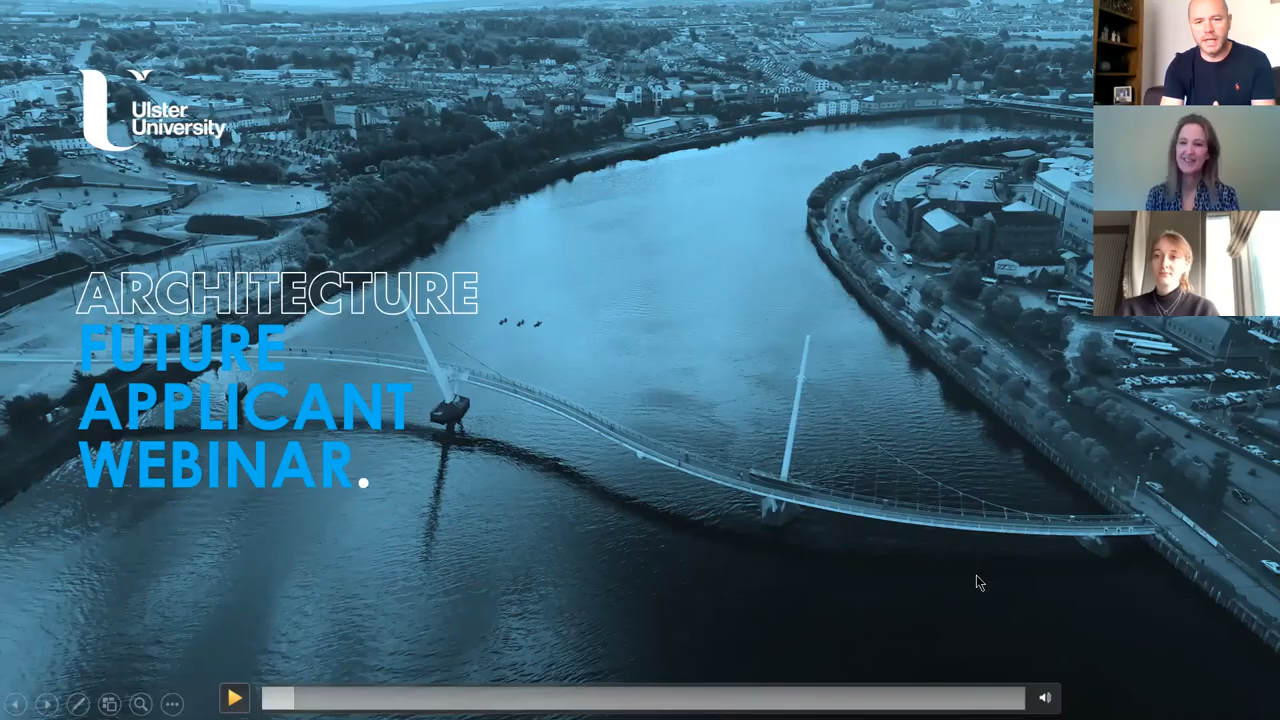 Ulster
University
ARCHITECTURE
FUTURE
APPLICANT
WEBINAR.